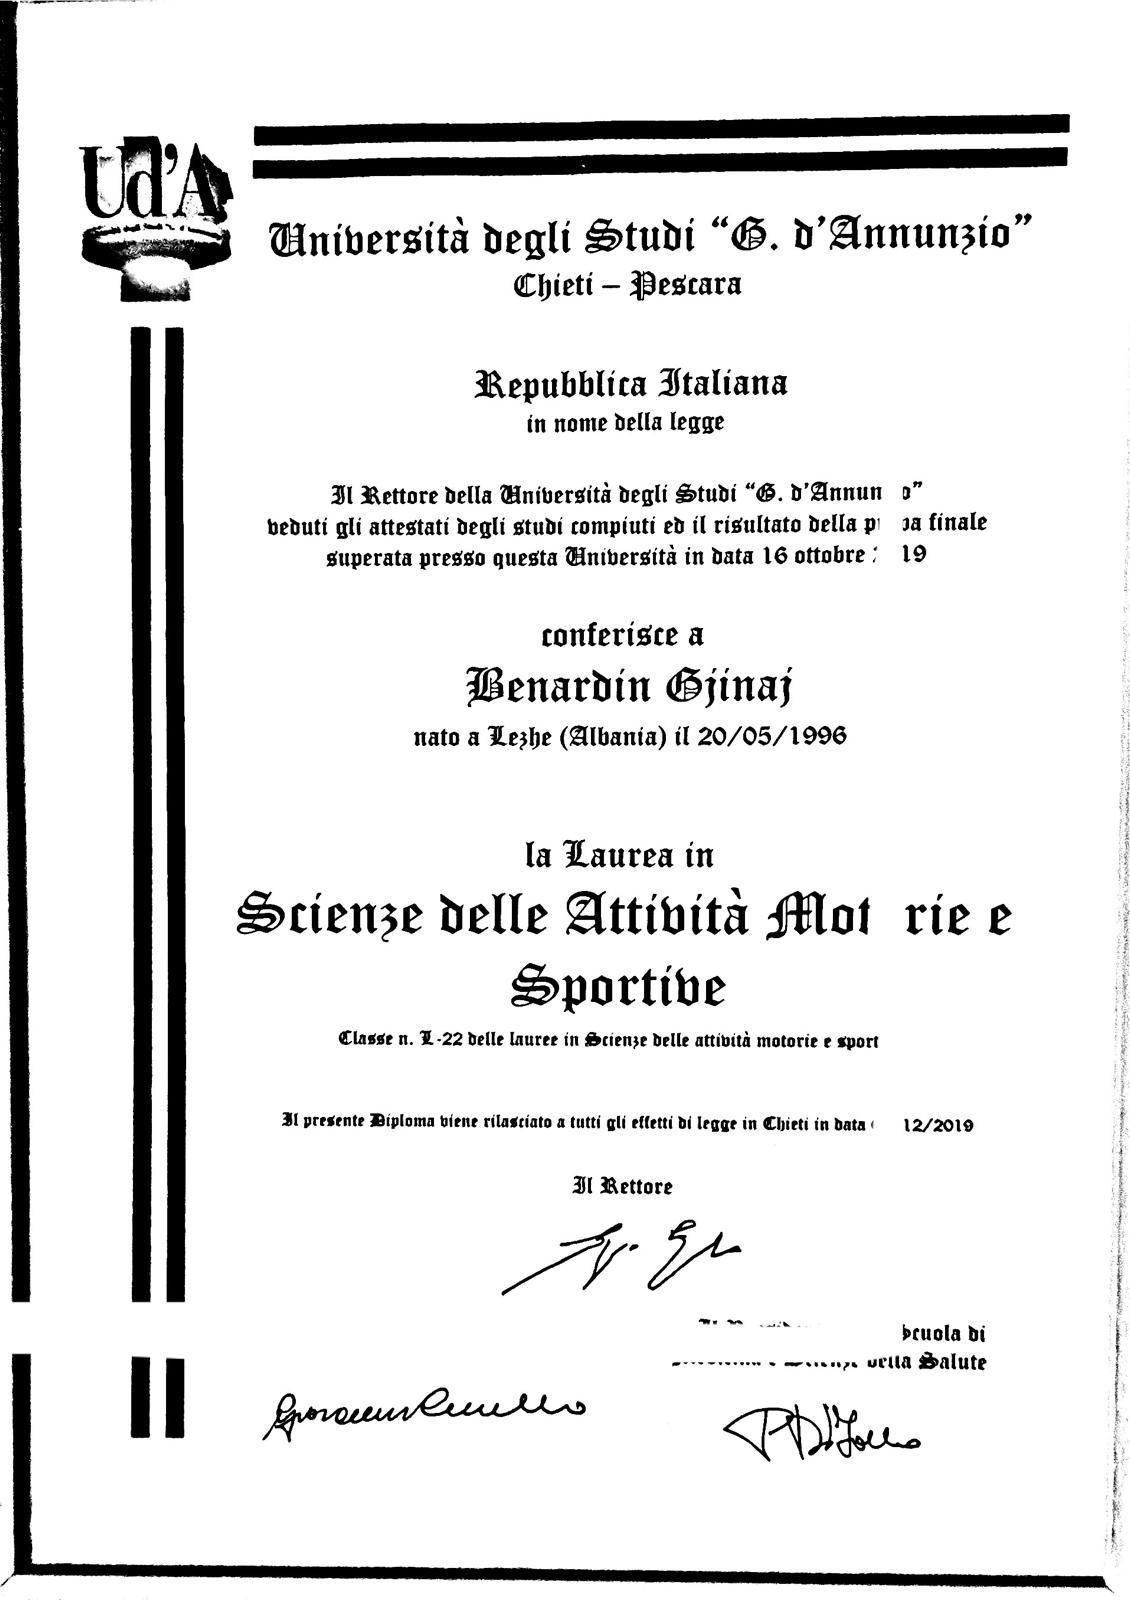 Ud'A
Università degli Studi “G. d’Annunzio”
Chieti – Pescara
Repubblica Italiana
in nome della legge
Il Rettore della Università degli Studi “G. d’Annun o”
veduti gli attestati degli studi compiuti ed il risultato della p a finale
superata presso questa Università in data 16 ottobre 19
conferisce a
Benardin Gjinaj
nato a Lezhe (Albania) il 20/05/1996
la Laurea in
Scienze delle Attività Mot rie e
Sportive
Classe n. L-22 delle lauree in Scienze delle attività motorie e sport
Il presente Diploma viene rilasciato a tutti gli effetti di legge in Chieti in data 12/2019
Il Rettore
Scuola di
della Salute